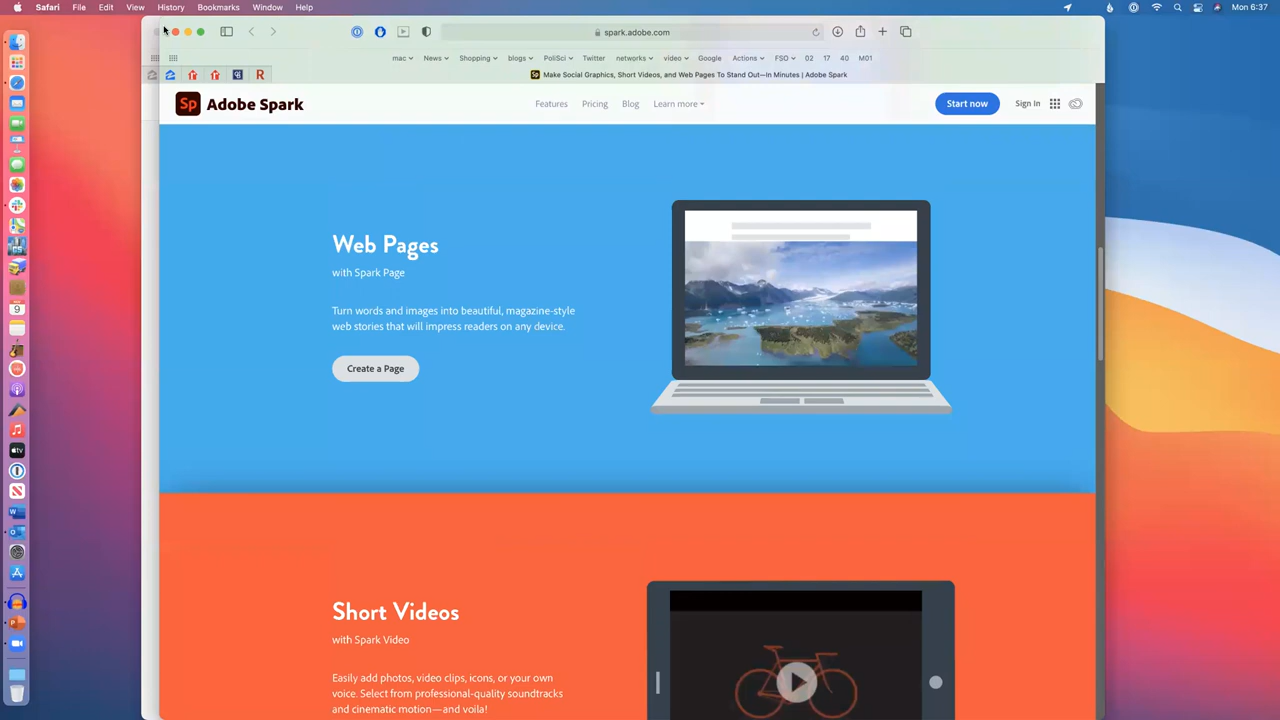 Safari File Edit View History Bookmarks Window Help
Mon 6:37
spark.adobe.com
mac News Shopping blogs PoliSci Twitter networks video Google Actions FSO 02 17 40 M01
Make Social Graphics, Short Videos, and Web Pages To Stand Out—in Minutes | Adobe Spark
Sp Adobe Spark
Features Pricing Blog Learn more
Start now
Sign In
Web Pages
with Spark Page
Turn words and images into beautiful, magazine-style
web stories that will impress readers on any device.
Create a Page
Short Videos
with Spark Video
Easily add photos, video clips, icons, or your own
voice. Select from professional-quality soundtracks
and cinematic motion—and voila!